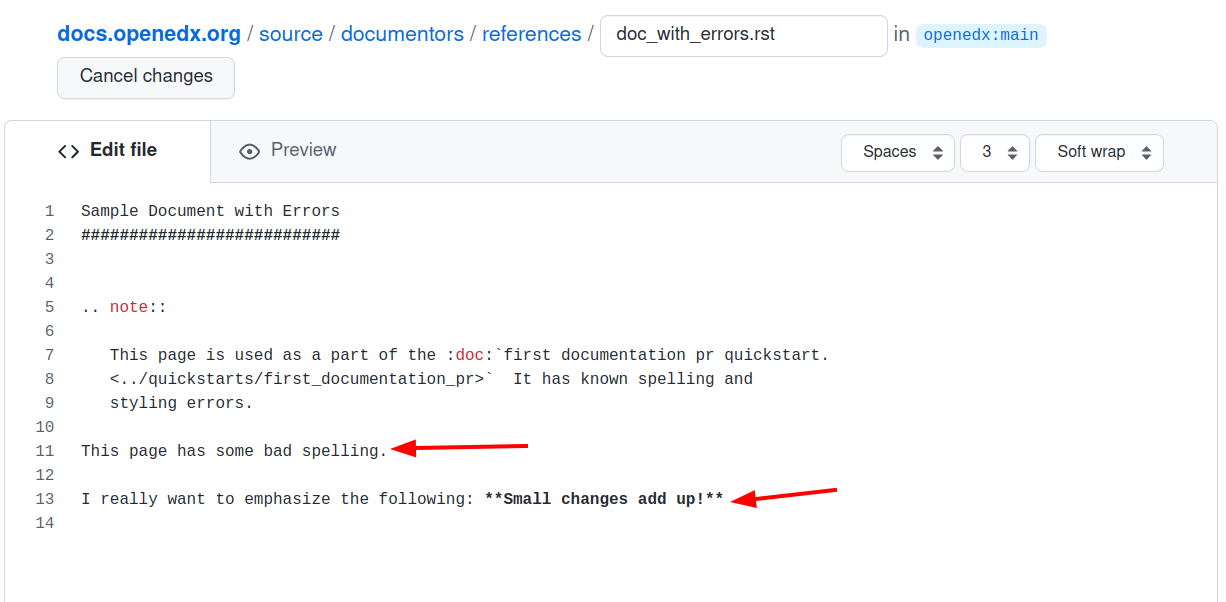 docs.openedx.org / source / documentors / references / doc_with_errors.rst in openedx:main
Cancel changes
Edit file Preview Spaces 3 Soft wrap
1 Sample Document with Errors
2 ###########################
3
4
5 .. note::
6
7 This page is used as a part of the :doc:`first documentation pr quickstart.
8 <../quickstarts/first_documentation_pr>`  It has known spelling and
9 styling errors.
10
11 This page has some bad spelling.
12
13 I really want to emphasize the following: **Small changes add up!**
14